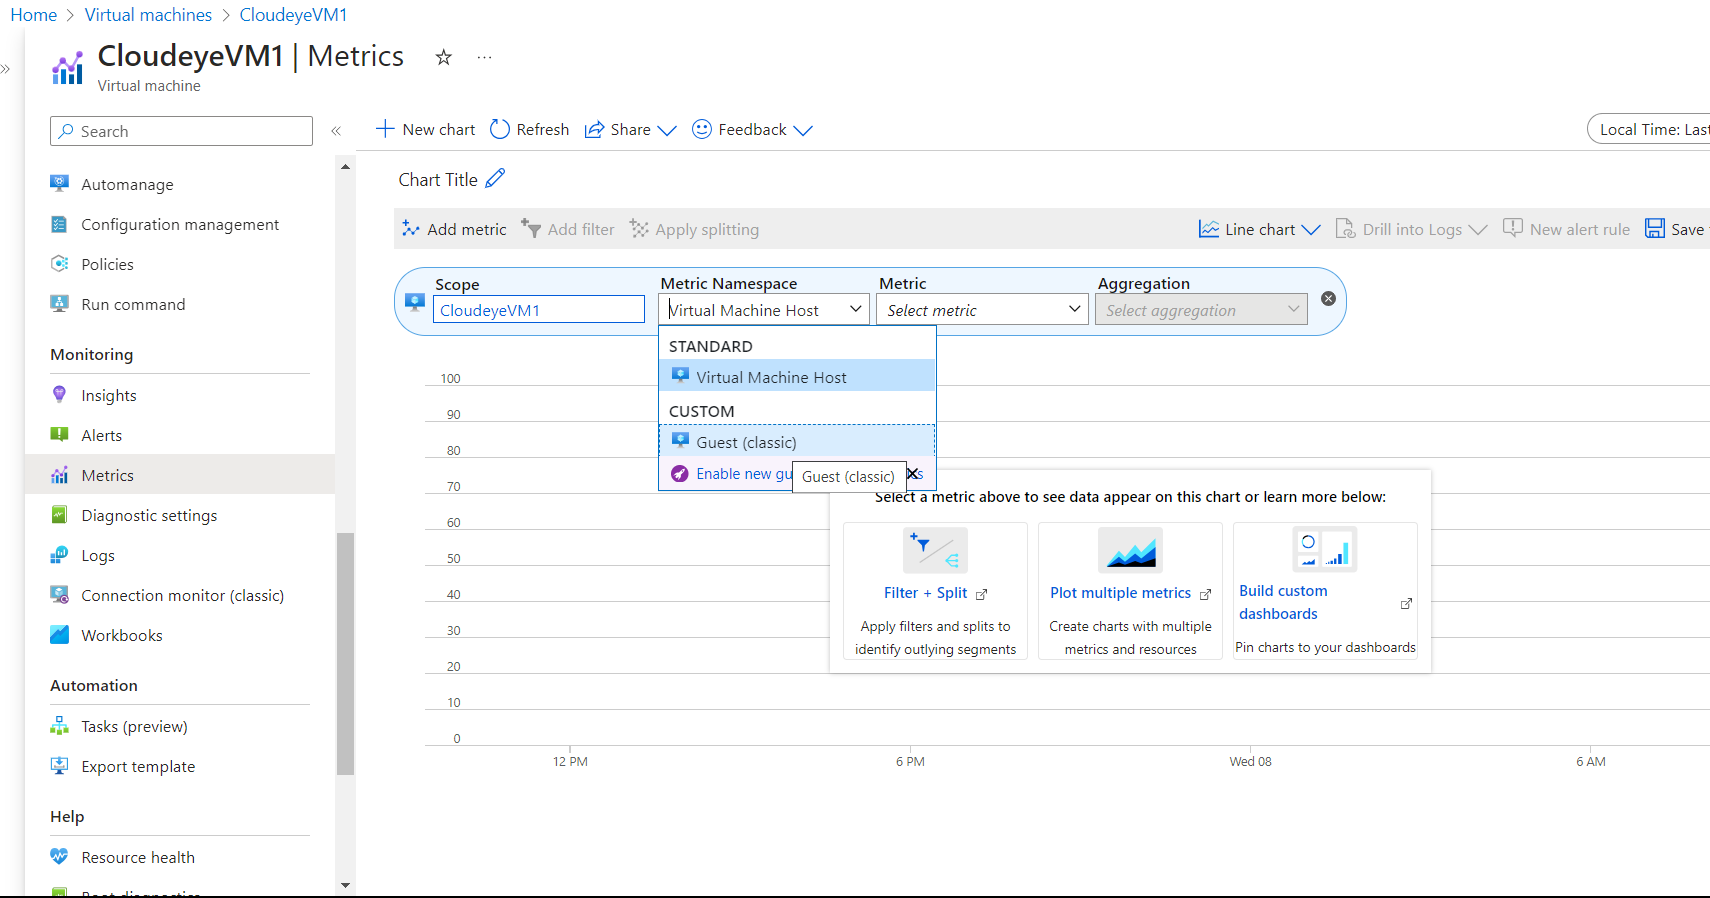 Home > Virtual machines > CloudeyeVM1
CloudeyeVM1 | Metrics
Virtual machine
Search
New chart Refresh Share Feedback
Local Time: Last
Automanage
Configuration management
Policies
Run command
Monitoring
Insights
Alerts
Metrics
Diagnostic settings
Logs
Connection monitor (classic)
Workbooks
Automation
Tasks (preview)
Export template
Help
Resource health
Chart Title
Add metric Add filter Apply splitting
Line chart Drill into Logs New alert rule Save
Scope Metric Namespace Metric Aggregation
CloudeyeVM1 Virtual Machine Host Select metric Select aggregation
STANDARD
Virtual Machine Host
CUSTOM
Guest (classic)
Enable new
Guest (classic)
100
90
80
70
60
50
40
30
20
10
0
12 PM 6 PM Wed 08 6 AM
Select a metric above to see data appear on this chart or learn more below:
Filter + Split
Apply filters and splits to
identify outlying segments
Plot multiple metrics
Create charts with multiple
metrics and resources
Build custom
dashboards
Pin charts to your dashboards